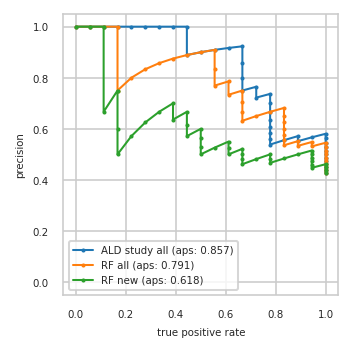 1.0
0.8
0.6
0.4
0.2
0.0
precision
ALD study all (aps: 0.857)
RF all (aps: 0.791)
RF new (aps: 0.618)
0.0 0.2 0.4 0.6 0.8 1.0
true positive rate